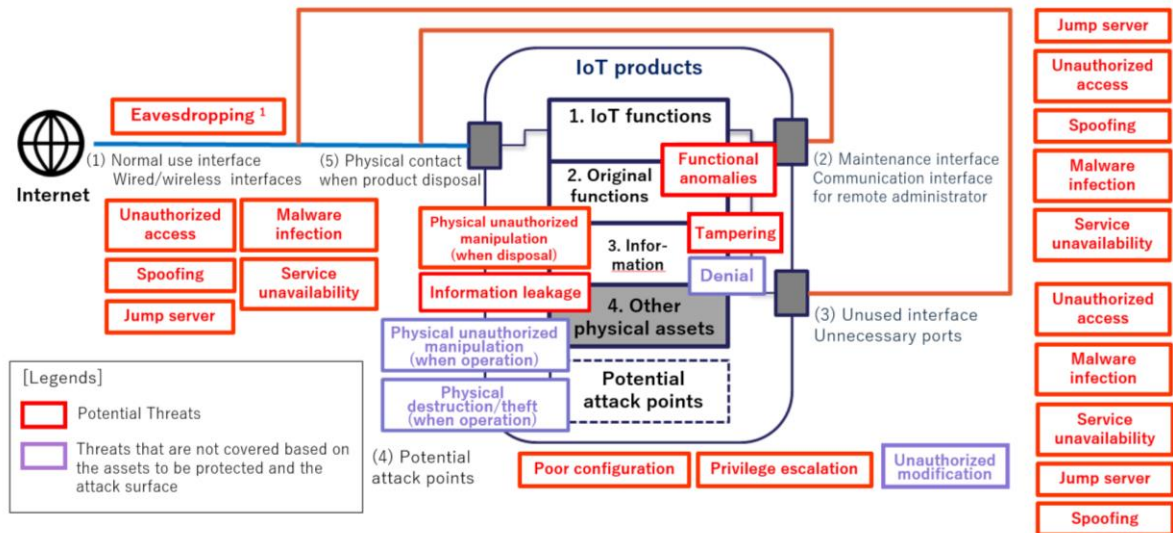 IoT products
Eavesdropping 1
Internet
(1) Normal use interface
Wired/wireless interfaces
(5) Physical contact
when product disposal
Unauthorized
access
Malware
infection
Spoofing
Service
unavailability
Jump server
1. IoT functions
Functional
anomalies
2. Original
functions
Physical unauthorized
manipulation
(when disposal)
Tampering
3. Infor-
mation
Denial
Information leakage
4. Other
physical assets
Physical unauthorized
manipulation
(when operation)
Potential
attack points
Physical
destruction/theft
(when operation)
(2) Maintenance interface
Communication interface
for remote administrator
(3) Unused interface
Unnecessary ports
(4) Potential
attack points
Poor configuration
Privilege escalation
Unauthorized
modification
Jump server
Unauthorized
access
Spoofing
Malware
infection
Service
unavailability
Unauthorized
access
Malware
infection
Service
unavailability
Jump server
Spoofing
[Legends]
Potential Threats
Threats that are not covered based on
the assets to be protected and the
attack surface